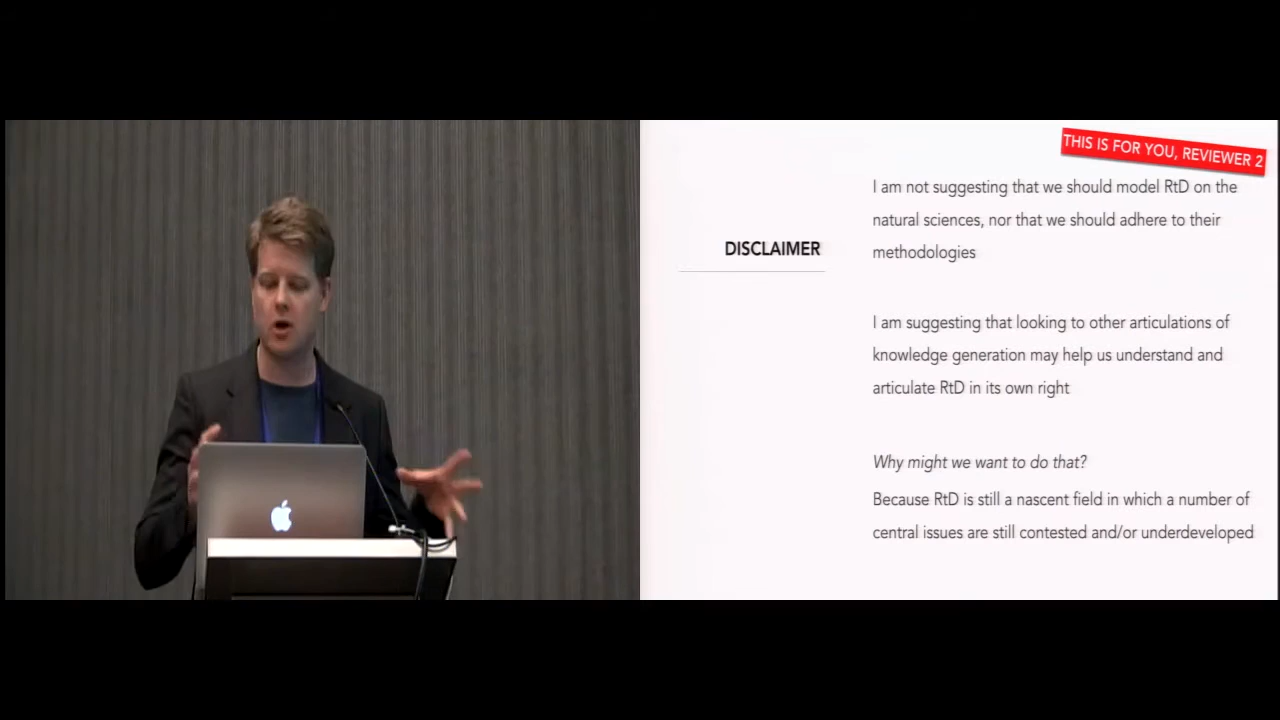 THIS IS FOR YOU, REVIEWER 2
DISCLAIMER
I am not suggesting that we should model RtD on the
natural sciences, nor that we should adhere to their
methodologies
I am suggesting that looking to other articulations of
knowledge generation may help us understand and
articulate RtD in its own right
Why might we want to do that?
Because RtD is still a nascent field in which a number of
central issues are still contested and/or underdeveloped